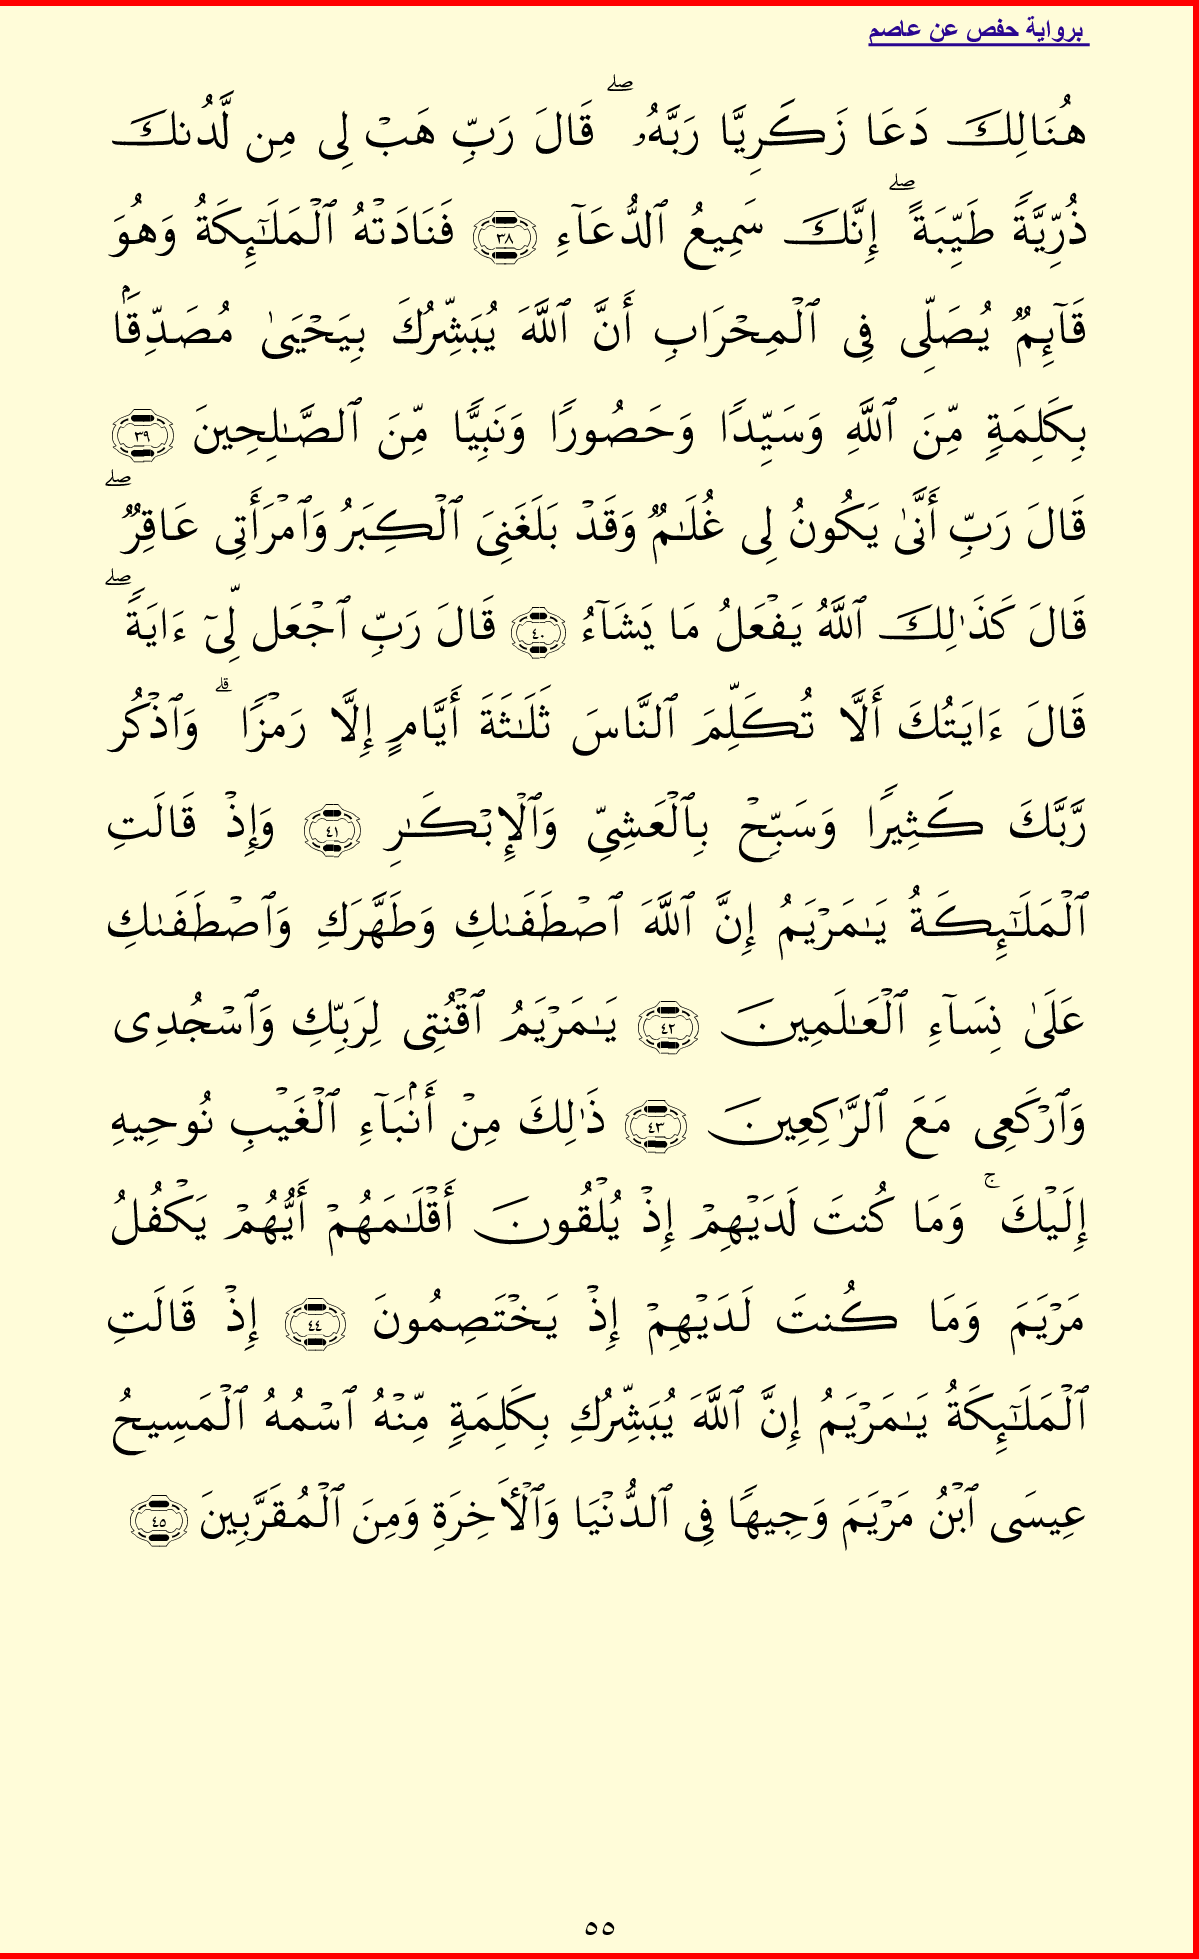 برواية حفص عن عاصم
هُنَالِكَ دَعَا زَكَرِيَّا رَبَّهُۥ ۖ قَالَ رَبِّ هَبْ لِى مِن لَّدُنكَ
ذُرِّيَّةً طَيِّبَةً ۖ إِنَّكَ سَمِيعُ ٱلدُّعَآءِ ٣٨ فَنَادَتْهُ ٱلْمَلَـٰٓئِكَةُ وَهُوَ
قَآئِمٌ يُصَلِّى فِى ٱلْمِحْرَابِ أَنَّ ٱللَّهَ يُبَشِّرُكَ بِيَحْيَىٰ مُصَدِّقًۢا
بِكَلِمَةٍ مِّنَ ٱللَّهِ وَسَيِّدًا وَحَصُورًا وَنَبِيًّا مِّنَ ٱلصَّـٰلِحِينَ ٣٩
قَالَ رَبِّ أَنَّىٰ يَكُونُ لِى غُلَـٰمٌ وَقَدْ بَلَغَنِىَ ٱلْكِبَرُ وَٱمْرَأَتِى عَاقِرٌ ۖ
قَالَ كَذَٰلِكَ ٱللَّهُ يَفْعَلُ مَا يَشَآءُ ٤٠ قَالَ رَبِّ ٱجْعَل لِّىٓ ءَايَةً ۖ
قَالَ ءَايَتُكَ أَلَّا تُكَلِّمَ ٱلنَّاسَ ثَلَـٰثَةَ أَيَّامٍ إِلَّا رَمْزًا ۗ وَٱذْكُر
رَّبَّكَ كَثِيرًا وَسَبِّحْ بِٱلْعَشِىِّ وَٱلْإِبْكَـٰرِ ٤١ وَإِذْ قَالَتِ
ٱلْمَلَـٰٓئِكَةُ يَـٰمَرْيَمُ إِنَّ ٱللَّهَ ٱصْطَفَىٰكِ وَطَهَّرَكِ وَٱصْطَفَىٰكِ
عَلَىٰ نِسَآءِ ٱلْعَـٰلَمِينَ ٤٢ يَـٰمَرْيَمُ ٱقْنُتِى لِرَبِّكِ وَٱسْجُدِى
وَٱرْكَعِى مَعَ ٱلرَّٰكِعِينَ ٤٣ ذَٰلِكَ مِنْ أَنۢبَآءِ ٱلْغَيْبِ نُوحِيهِ
إِلَيْكَ ۚ وَمَا كُنتَ لَدَيْهِمْ إِذْ يُلْقُونَ أَقْلَـٰمَهُمْ أَيُّهُمْ يَكْفُلُ
مَرْيَمَ وَمَا كُنتَ لَدَيْهِمْ إِذْ يَخْتَصِمُونَ ٤٤ إِذْ قَالَتِ
ٱلْمَلَـٰٓئِكَةُ يَـٰمَرْيَمُ إِنَّ ٱللَّهَ يُبَشِّرُكِ بِكَلِمَةٍ مِّنْهُ ٱسْمُهُ ٱلْمَسِيحُ
عِيسَى ٱبْنُ مَرْيَمَ وَجِيهًا فِى ٱلدُّنْيَا وَٱلْـَٔاخِرَةِ وَمِنَ ٱلْمُقَرَّبِينَ ٤٥
٥٥